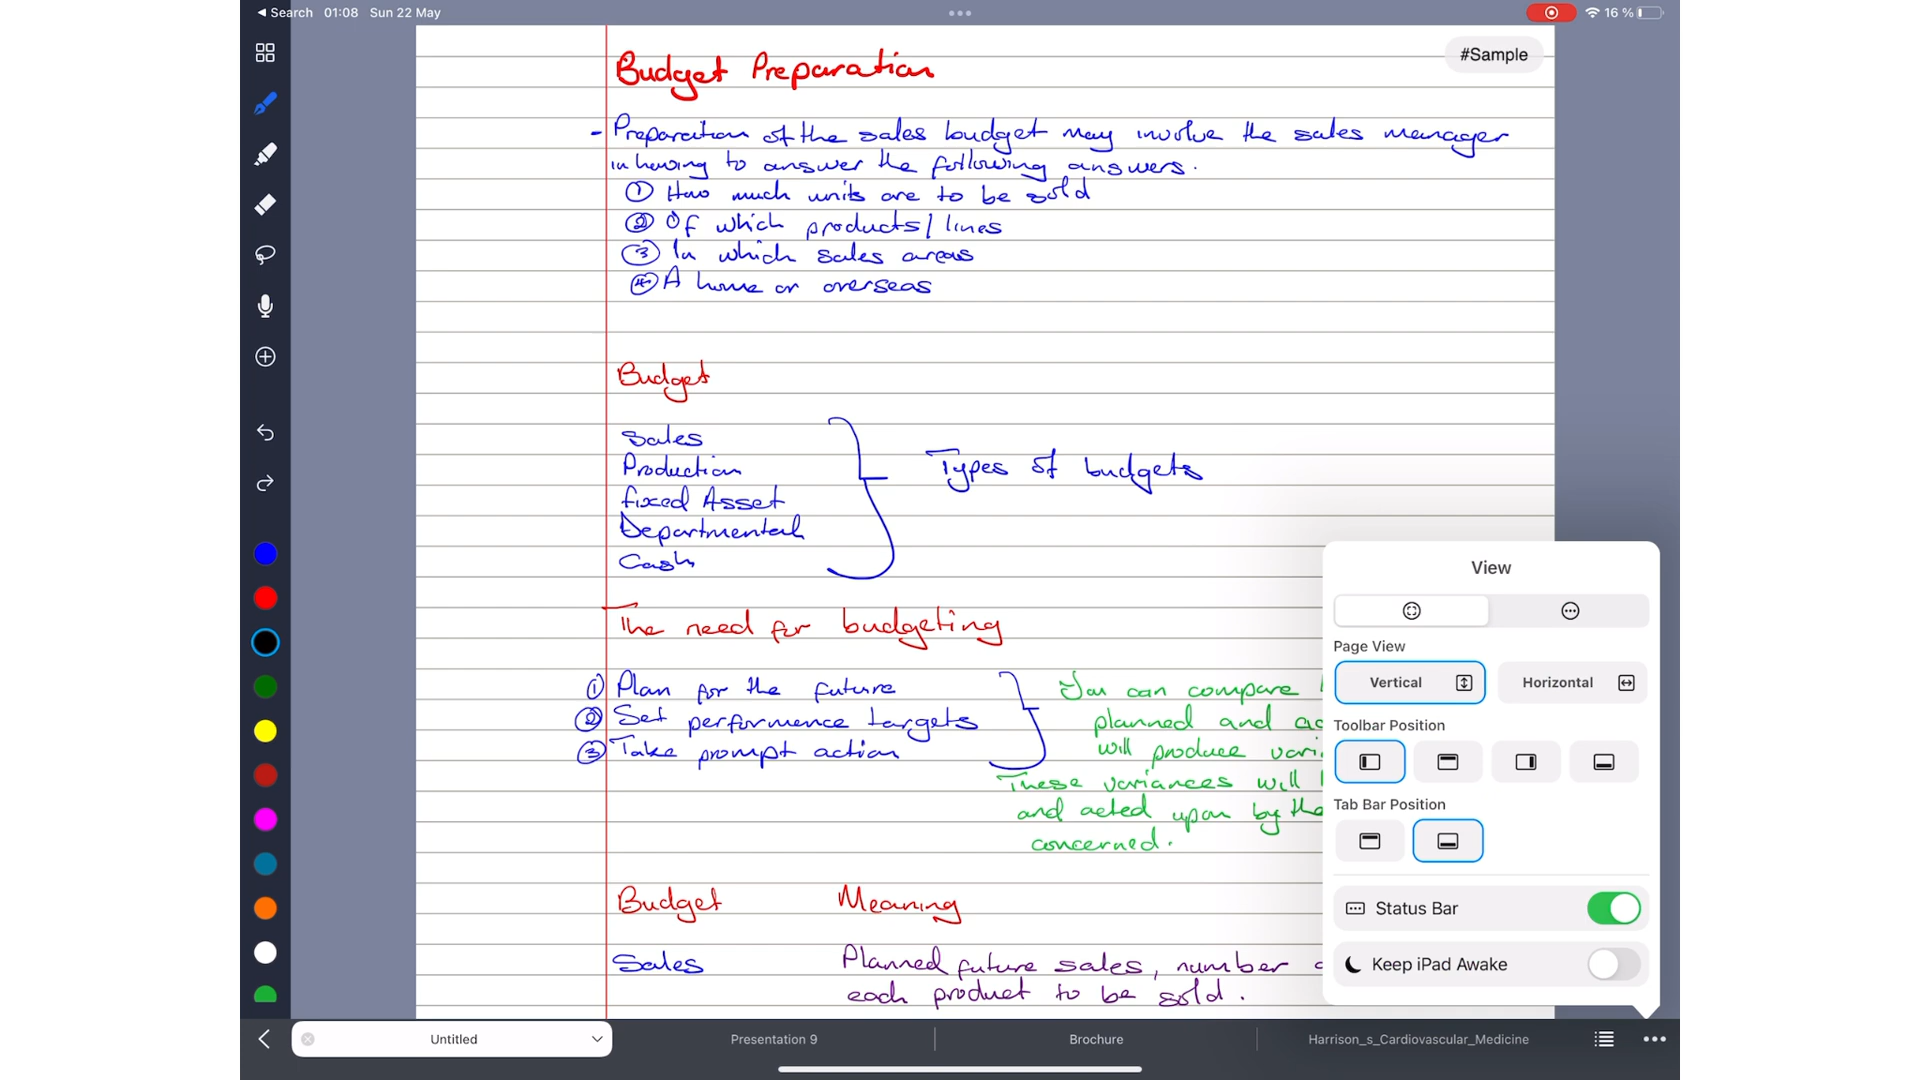 Search 01:08 Sun 22 May
16 %
#Sample
Budget Preparation
- Preparation of the sales budget may involve the sales manager
in having to answer the following answers.
① How much units are to be sold
② Of which products/lines
③ In which sales areas
④ A home or overseas
Budget
Sales
Production
Fixed Asset
Departmental
Cash
Types of budgets
The need for budgeting
① Plan for the future
② Set performence targets
③ Take prompt action
You can compare
planned and
will produce
These variances will
and acted upon by the
concerned.
Budget Meaning
Sales Planned future sales, number
each product to be sold.
View
Page View
Vertical Horizontal
Toolbar Position
Tab Bar Position
Status Bar
Keep iPad Awake
Untitled Presentation 9 Brochure Harrison_s_Cardiovascular_Medicine